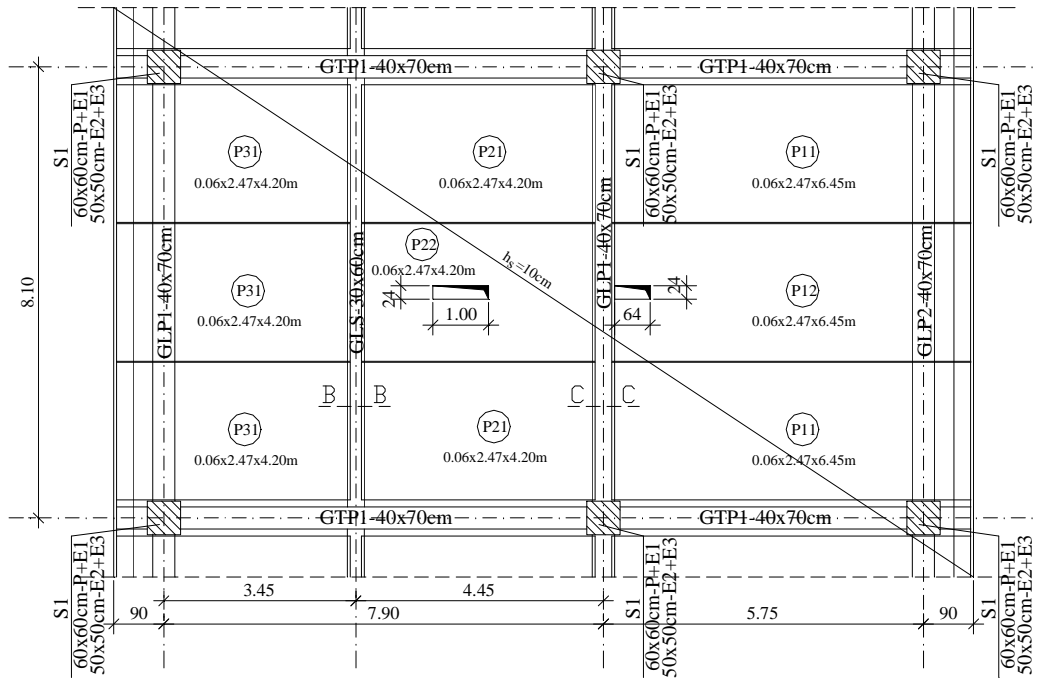 GTP1-40x70cm
GTP1-40x70cm
S1
60x60cm-P+E1
50x50cm-E2+E3
S1
60x60cm-P+E1
50x50cm-E2+E3
S1
60x60cm-P+E1
50x50cm-E2+E3
P31
0.06x2.47x4.20m
P21
0.06x2.47x4.20m
P11
0.06x2.47x6.45m
8.10
GLP1-40x70cm
GLS-30x60cm
GLP1-40x70cm
GLP2-40x70cm
P22
0.06x2.47x4.20m
hs=10cm
P31
0.06x2.47x4.20m
24
1.00
24
64
P12
0.06x2.47x6.45m
B B
C C
P31
0.06x2.47x4.20m
P21
0.06x2.47x4.20m
P11
0.06x2.47x6.45m
GTP1-40x70cm
GTP1-40x70cm
S1
60x60cm-P+E1
50x50cm-E2+E3
S1
60x60cm-P+E1
50x50cm-E2+E3
S1
60x60cm-P+E1
50x50cm-E2+E3
3.45
4.45
90
7.90
5.75
90